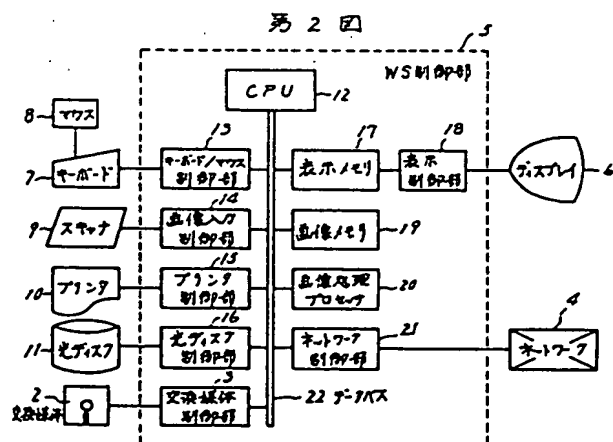 第2図
5
WS制御部
CPU
12
8 マウス
13
17
18
7 キーボード
キーボード/マウス
制御部
表示メモリ
表示
制御部
ディスプレイ 6
14
9 スキャナ
画像入力
制御部
画像メモリ 19
15
10 プリンタ
プリンタ
制御部
画像処理
プロセッサ
20
16
11 光ディスク
光ディスク
制御部
ネットワーク
制御部
21
4
ネットワーク
3
2
交換媒体
交換媒体
制御部
22 データバス